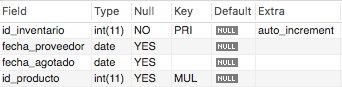 Field Type Null Key Default Extra
id_inventario int(11) NO PRI NULL auto_increment
fecha_proveedor date YES NULL
fecha_agotado date YES NULL
id_producto int(11) YES MUL NULL